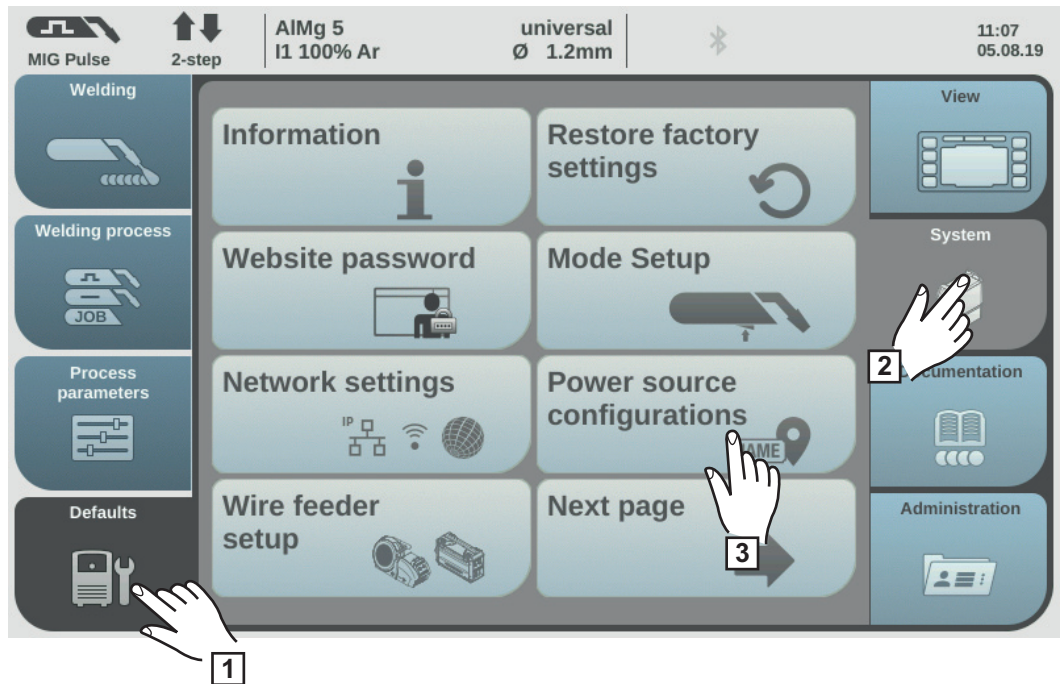 MIG Pulse
2-step
AlMg 5
I1 100% Ar
universal
Ø 1.2mm
11:07
05.08.19
Welding
Welding process
JOB
Process
parameters
Defaults
Information
Restore factory
settings
Website password
Mode Setup
Network settings
IP
Power source
configurations
Wire feeder
setup
Next page
View
System
Administration
1
2
3